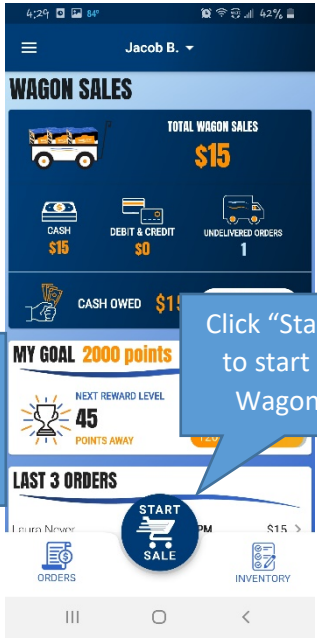 4:29 84° 42%
Jacob B.
WAGON SALES
TOTAL WAGON SALES
$15
CASH
$15
DEBIT & CREDIT
$0
UNDELIVERED ORDERS
1
CASH OWED
Click
to start
Wagon
MY GOAL 2000 points
NEXT REWARD LEVEL
45
POINTS AWAY
LAST 3 ORDERS
PM $15
START
SALE
ORDERS
INVENTORY